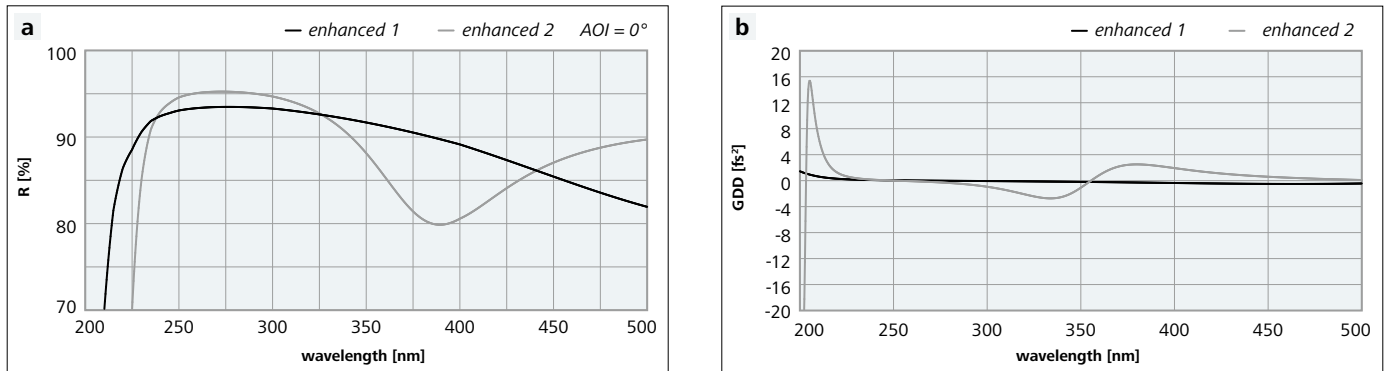 a
enhanced 1 enhanced 2 AOI = 0°
100
90
80
70
R [%]
200 250 300 350 400 450 500
wavelength [nm]
b
enhanced 1 enhanced 2
20
16
12
8
4
0
-4
-8
-12
-16
-20
GDD [fs²]
200 250 300 350 400 450 500
wavelength [nm]